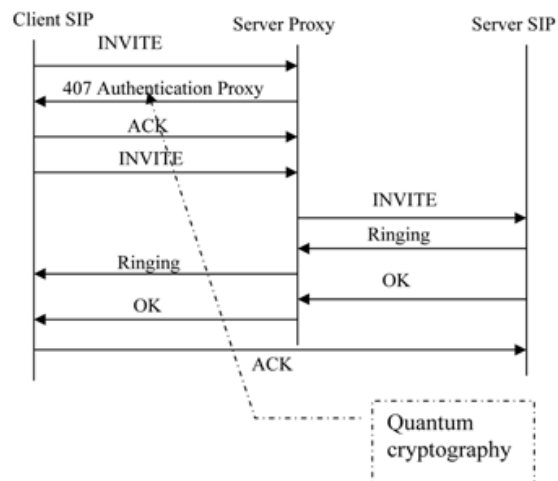 Client SIP
Server Proxy
Server SIP
INVITE
407 Authentication Proxy
ACK
INVITE
INVITE
Ringing
Ringing
OK
OK
ACK
Quantum
cryptography